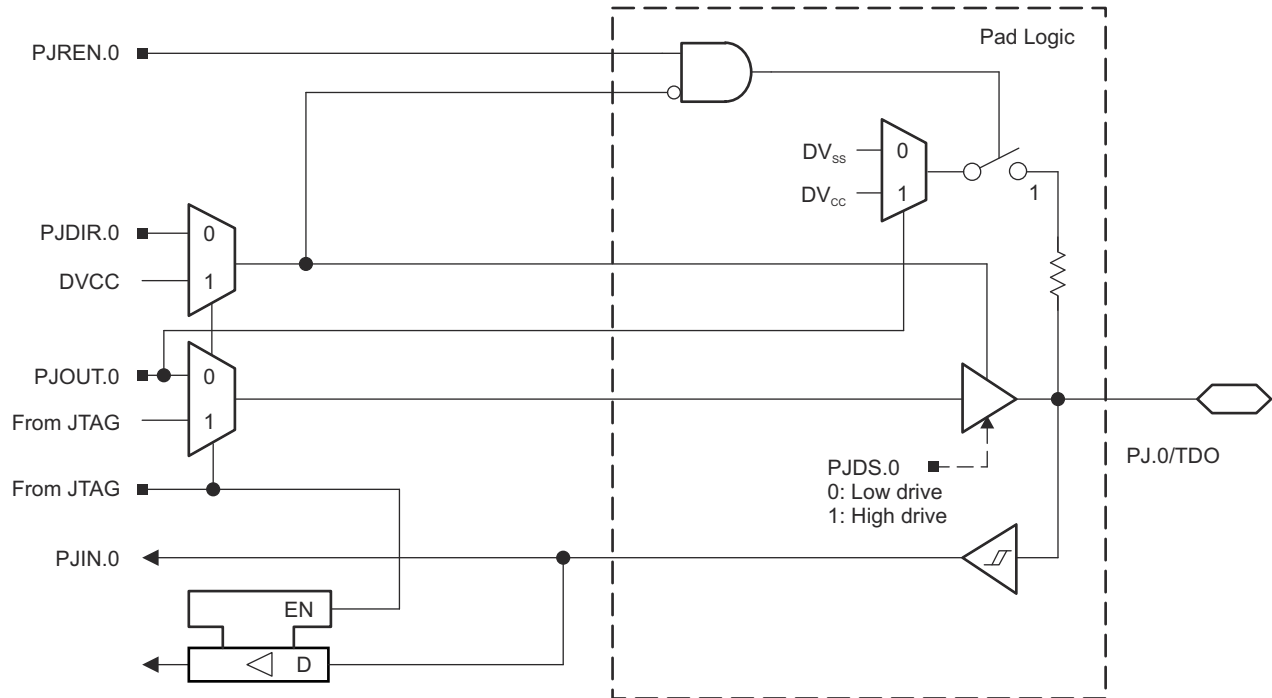 Pad Logic
PJREN.0
DVSS
0
DVCC
1
1
PJDIR.0
0
DVCC
1
PJOUT.0
0
From JTAG
1
PJ.0/TDO
PJDS.0
0: Low drive
1: High drive
From JTAG
PJIN.0
EN
D